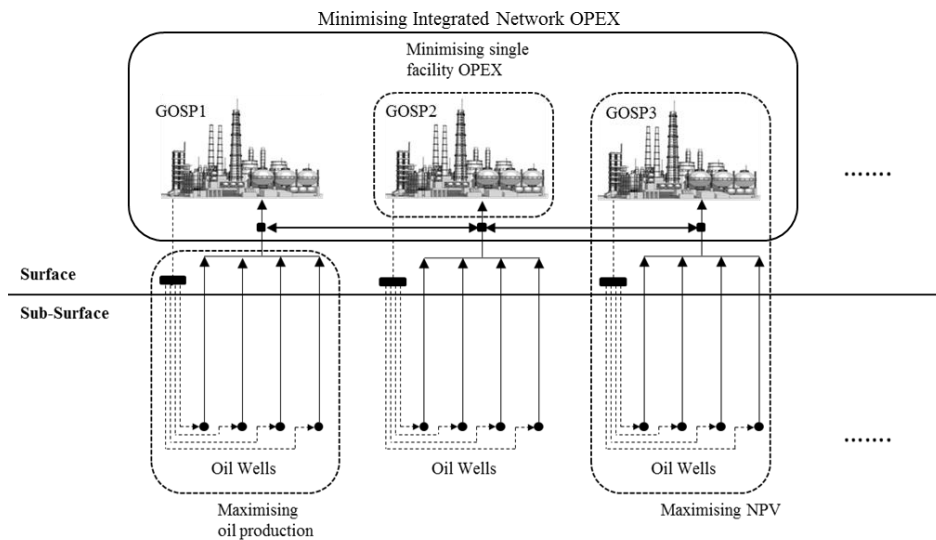 Minimising Integrated Network OPEX
Minimising single
facility OPEX
GOSP1
GOSP2
GOSP3
.......
Surface
Sub-Surface
.......
Oil Wells
Oil Wells
Oil Wells
Maximising
oil production
Maximising NPV